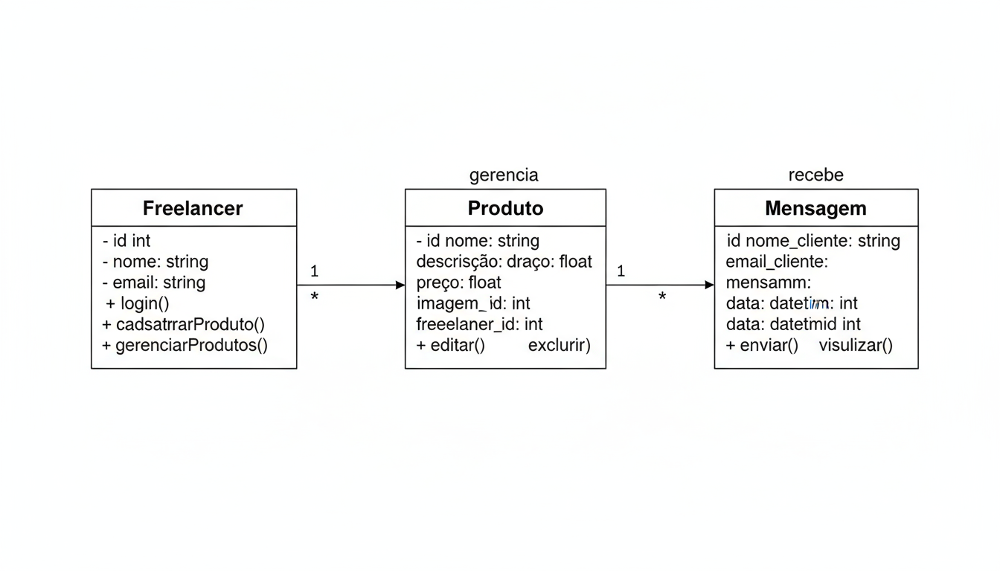 gerencia
recebe
Freelancer
- id int
- nome: string
- email: string
+ login()
+ cadsatrrarProduto()
+ gerenciarProdutos()
1
*
Produto
- id nome: string
descrisção: draço: float
preço: float
imagem_id: int
freeelaner_id: int
+ editar() exclurir)
1
*
Mensagem
id nome_cliente: string
email_cliente:
mensamm:
data: : int
data: datetmid int
+ enviar() visulizar()